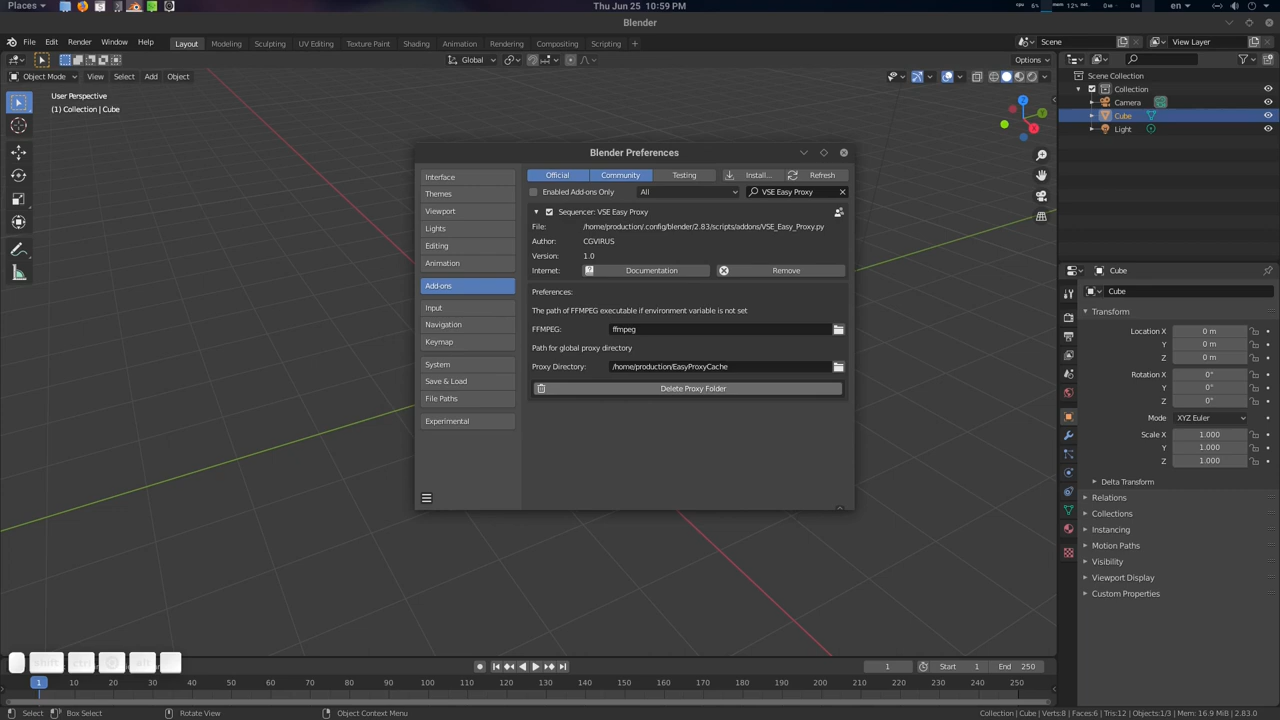 Places
Thu Jun 25 10:59 PM
cpu 6%
mem 12%
0
0
en
Blender
File Edit Render Window Help
Layout Modeling Sculpting UV Editing Texture Paint Shading Animation Rendering Compositing Scripting +
Scene
View Layer
Global
Options
Object Mode View Select Add Object
User Perspective
(1) Collection | Cube
Z
Y
X
Scene Collection
Collection
Camera
Cube
Light
Blender Preferences
Interface
Themes
Viewport
Lights
Editing
Animation
Add-ons
Input
Navigation
Keymap
System
Save & Load
File Paths
Experimental
Official Community Testing Install... Refresh
Enabled Add-ons Only All VSE Easy Proxy
Sequencer: VSE Easy Proxy
File: /home/production/.config/blender/2.83/scripts/addons/VSE_Easy_Proxy.py
Author: CGVIRUS
Version: 1.0
Internet: Documentation Remove
Preferences:
The path of FFMPEG executable if environment variable is not set
FFMPEG: ffmpeg
Path for global proxy directory
Proxy Directory: /home/production/EasyProxyCache
Delete Proxy Folder
Cube
Cube
Transform
Location X 0 m
Y 0 m
Z 0 m
Rotation X 0°
Y 0°
Z 0°
Mode XYZ Euler
Scale X 1.000
Y 1.000
Z 1.000
Delta Transform
Relations
Collections
Instancing
Motion Paths
Visibility
Viewport Display
Custom Properties
shift ctrl alt
1
Start 1
End 250
1 10 20 30 40 50 60 70 80 90 100 110 120 130 140 150 160 170 180 190 200 210 220 230 240 250
Select Box Select Rotate View Object Context Menu
Collection | Cube | Verts:8 | Faces:6 | Tris:12 | Objects:1/3 | Mem: 16.9 MiB | 2.83.0